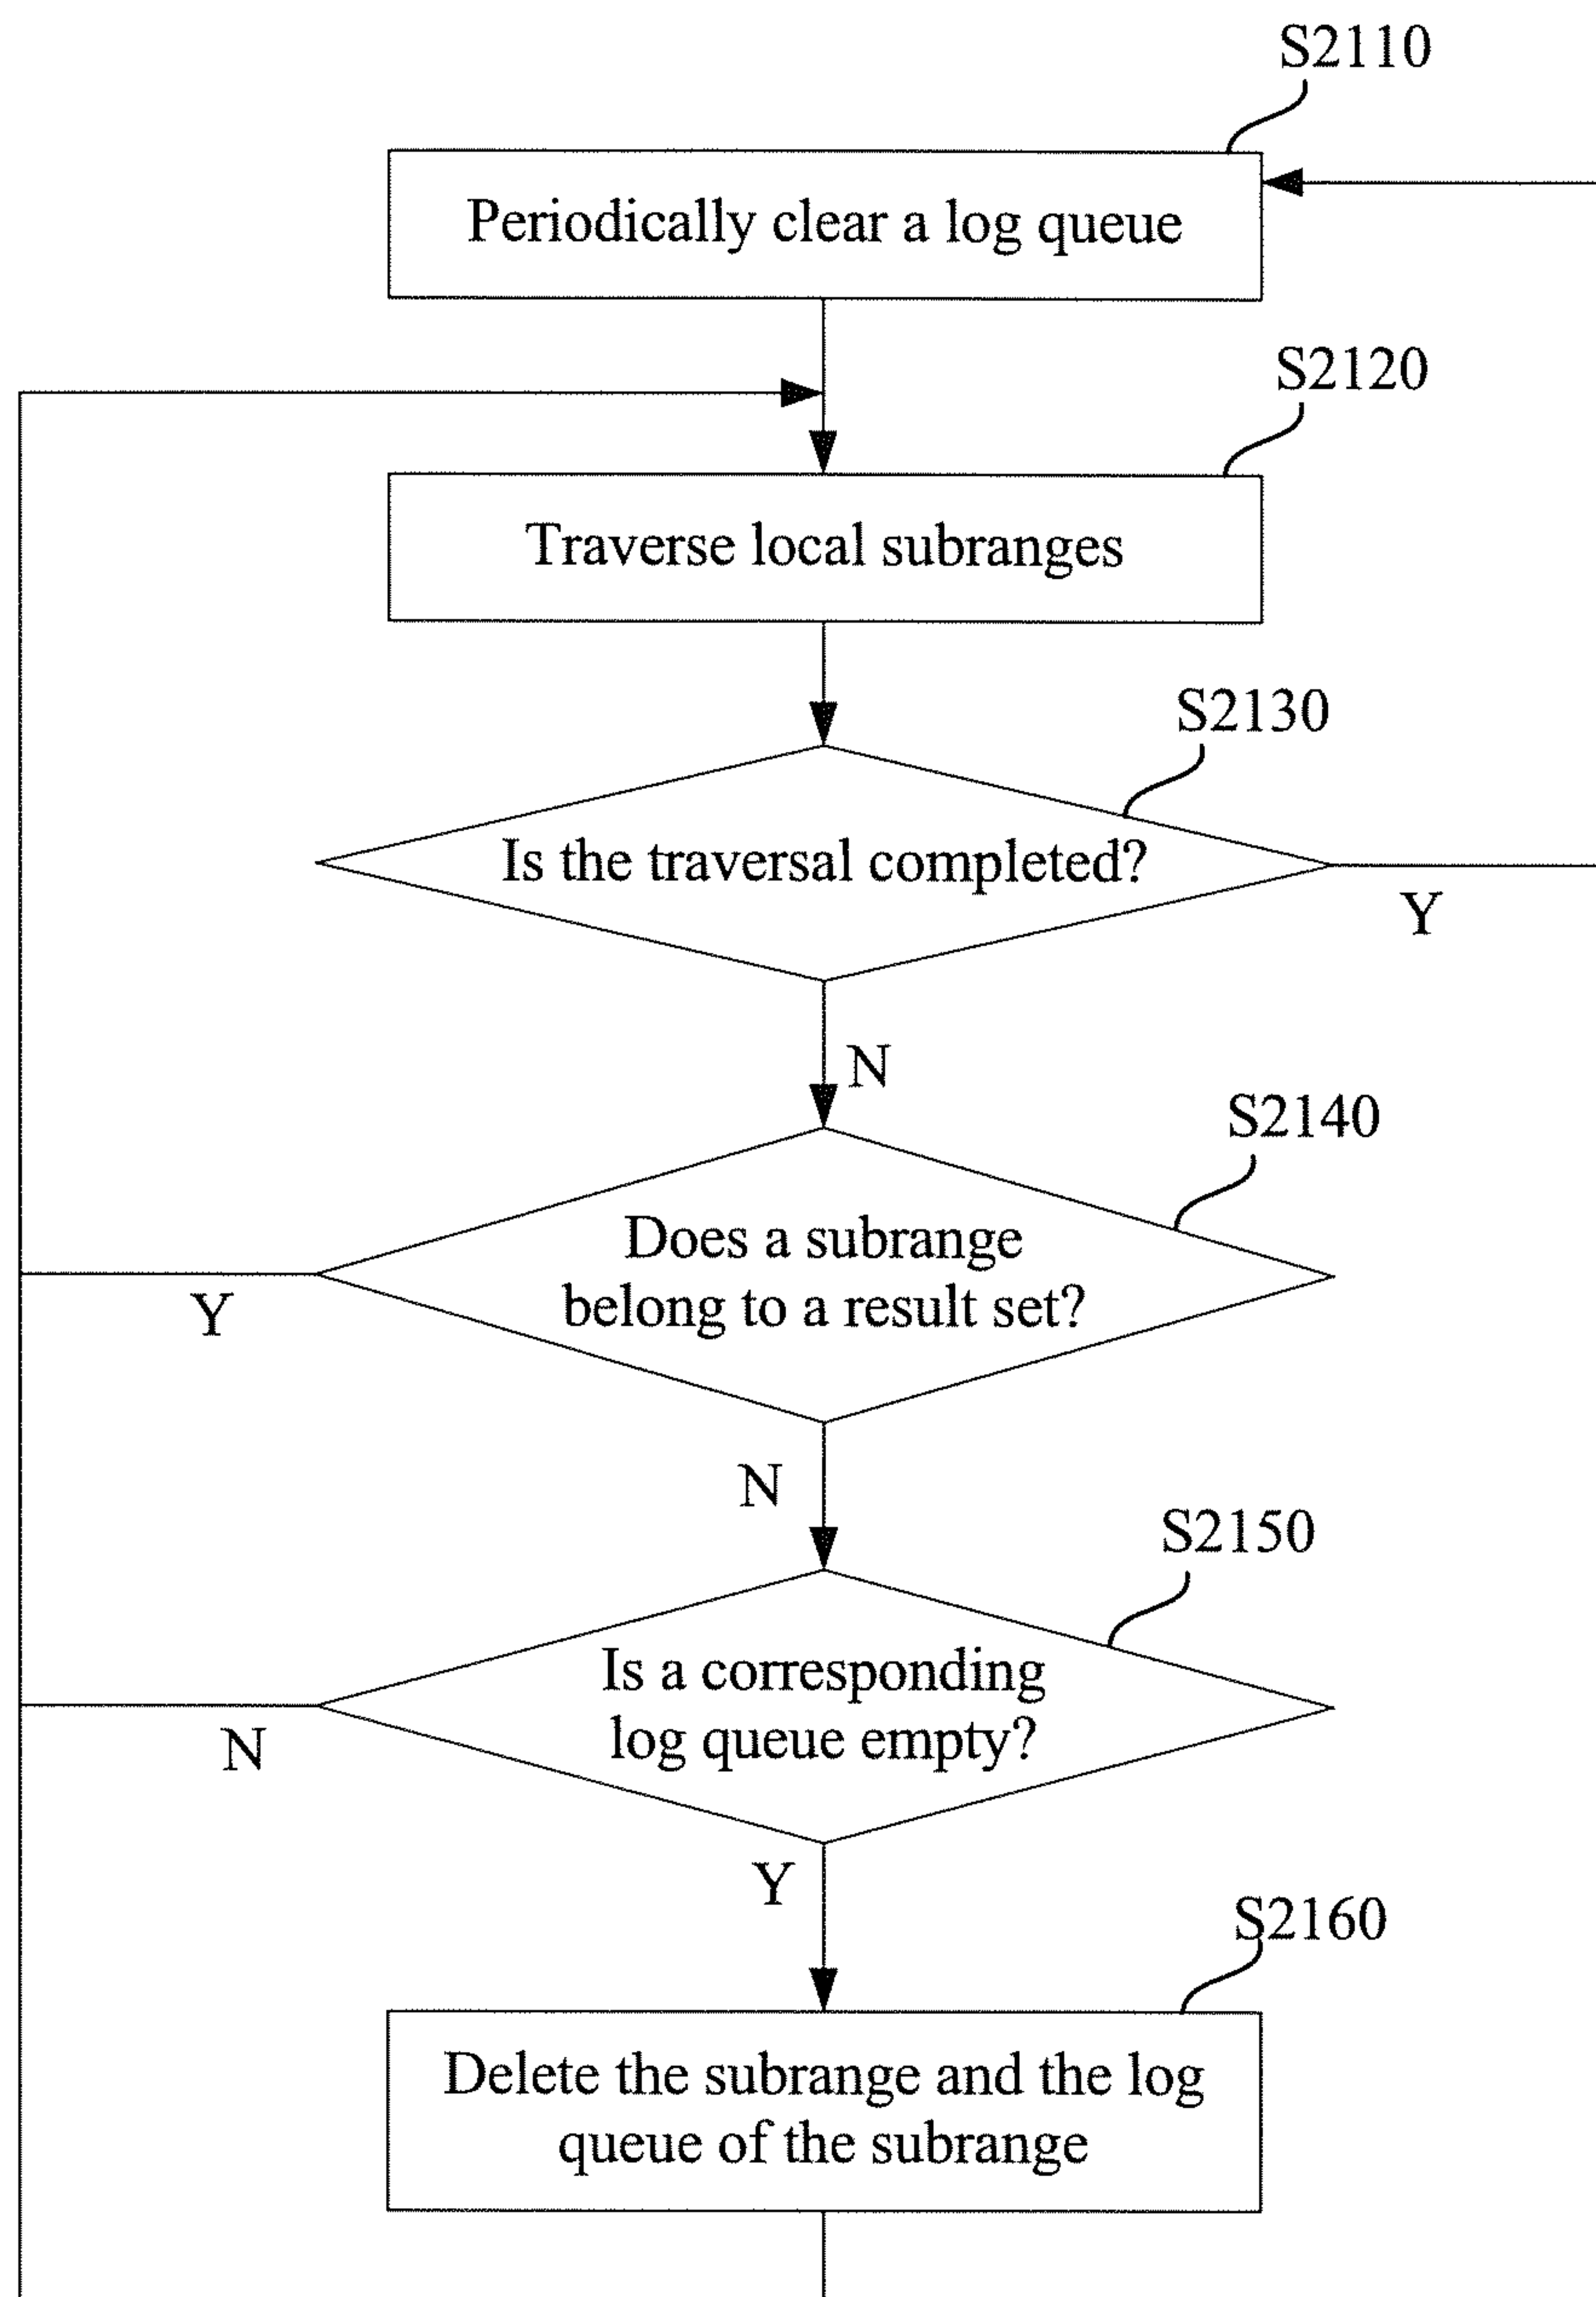 S2110
Periodically clear a log queue
S2120
Traverse local subranges
S2130
Is the traversal completed?
Y
N
S2140
Does a subrange
belong to a result set?
Y
N
S2150
Is a corresponding
log queue empty?
N
Y
S2160
Delete the subrange and the log
queue of the subrange